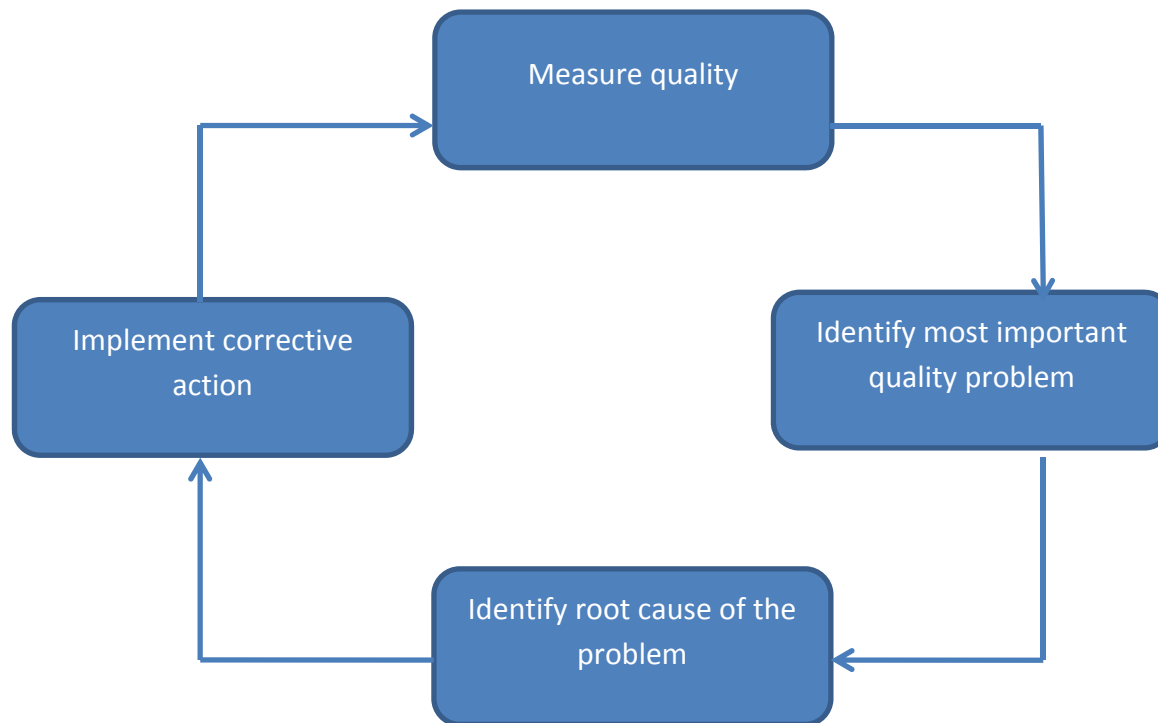 Measure quality
Identify most important
quality problem
Identify root cause of the
problem
Implement corrective
action